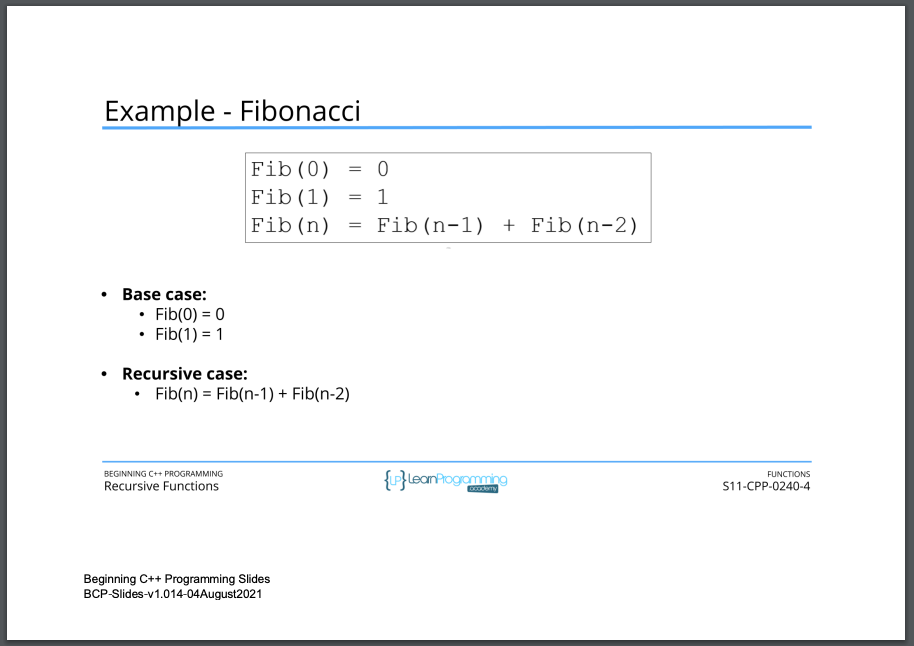 Example - Fibonacci
Fib(0) = 0
Fib(1) = 1
Fib(n) = Fib(n-1) + Fib(n-2)
• Base case:
• Fib(0) = 0
• Fib(1) = 1
• Recursive case:
• Fib(n) = Fib(n-1) + Fib(n-2)
BEGINNING C++ PROGRAMMING
Recursive Functions
{LP} LearnProgramming
academy
FUNCTIONS
S11-CPP-0240-4
Beginning C++ Programming Slides
BCP-Slides-v1.014-04August2021